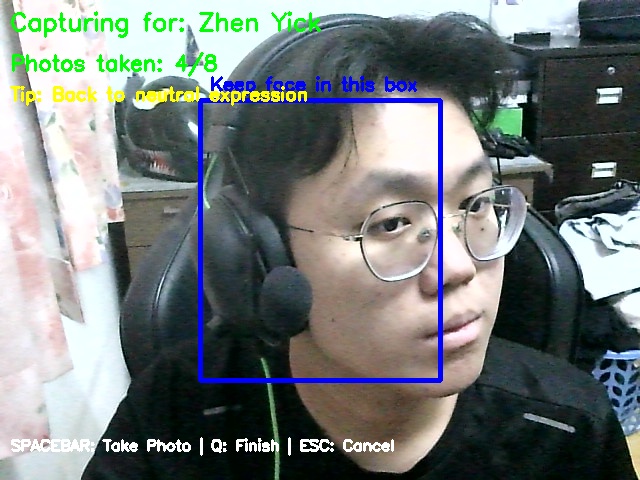 Capturing for: Zhen Yick
Photos taken: 4/8
Keep face in this box
Tip: Back to neutral expression
SPACEBAR: Take Photo | Q: Finish | ESC: Cancel